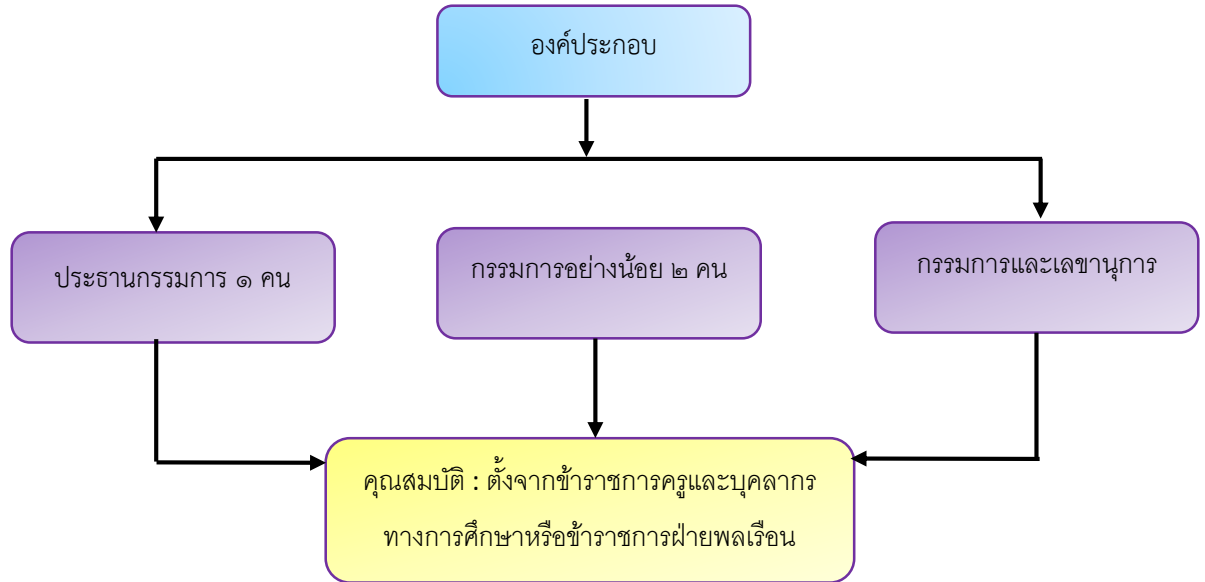 องค์ประกอบ
ประธานกรรมการ ๑ คน
กรรมการอย่างน้อย ๒ คน
กรรมการและเลขานุการ
คุณสมบัติ : ตั้งจากข้าราชการครูและบุคลากร
ทางการศึกษาหรือข้าราชการฝ่ายพลเรือน